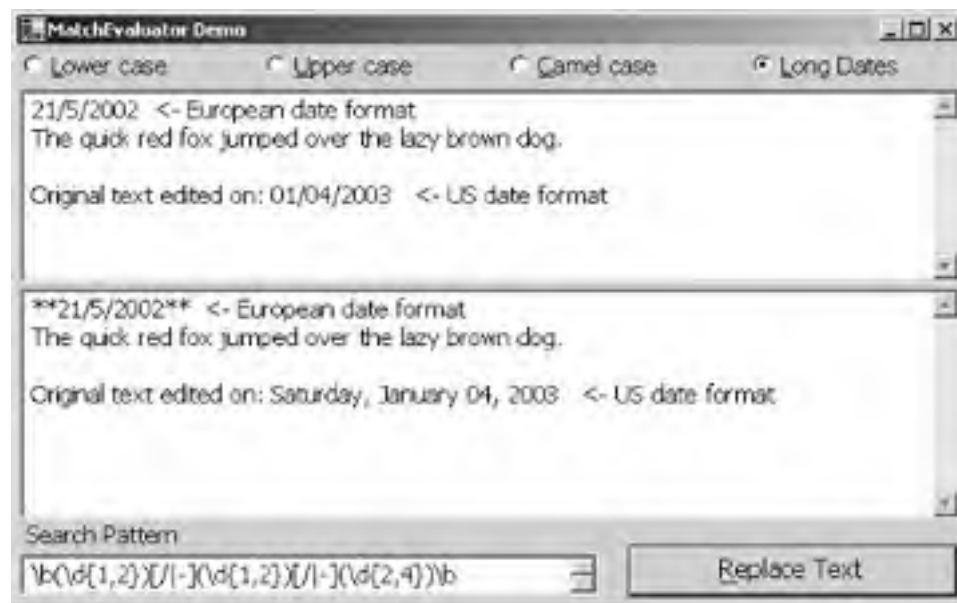 MatchEvaluator Demo
Lower case Upper case Camel case Long Dates
21/5/2002 <- European date format
The quick red fox jumped over the lazy brown dog.
Original text edited on: 01/04/2003 <- US date format
**21/5/2002** <- European date format
The quick red fox jumped over the lazy brown dog.
Original text edited on: Saturday, January 04, 2003 <- US date format
Search Pattern
\b(\d{1,2})[/|-](\d{1,2})[/|-](\d{2,4})\b
Replace Text